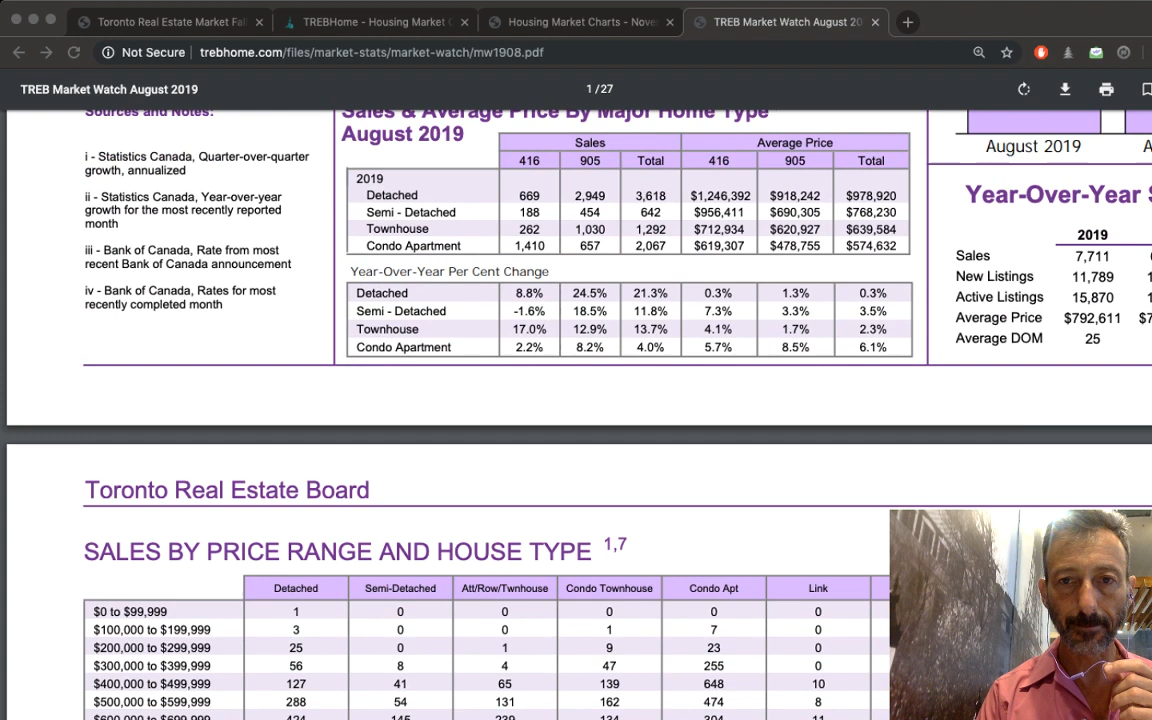 Toronto Real Estate Market Fal
TREBHome - Housing Market C
Housing Market Charts - Nove
TREB Market Watch August 20
Not Secure | trebhome.com/files/market-stats/market-watch/mw1908.pdf
TREB Market Watch August 2019
1 / 27
Sources and Notes:
i - Statistics Canada, Quarter-over-quarter
growth, annualized
ii - Statistics Canada, Year-over-year
growth for the most recently reported
month
iii - Bank of Canada, Rate from most
recent Bank of Canada announcement
iv - Bank of Canada, Rates for most
recently completed month
Sales & Average Price By Major Home Type
August 2019
Sales Average Price
416 905 Total 416 905 Total
2019
Detached 669 2,949 3,618 $1,246,392 $918,242 $978,920
Semi - Detached 188 454 642 $956,411 $690,305 $768,230
Townhouse 262 1,030 1,292 $712,934 $620,927 $639,584
Condo Apartment 1,410 657 2,067 $619,307 $478,755 $574,632
Year-Over-Year Per Cent Change
Detached 8.8% 24.5% 21.3% 0.3% 1.3% 0.3%
Semi - Detached -1.6% 18.5% 11.8% 7.3% 3.3% 3.5%
Townhouse 17.0% 12.9% 13.7% 4.1% 1.7% 2.3%
Condo Apartment 2.2% 8.2% 4.0% 5.7% 8.5% 6.1%
August 2019 A
Year-Over-Year S
2019
Sales 7,711
New Listings 11,789 1
Active Listings 15,870 1
Average Price $792,611 $7
Average DOM 25
Toronto Real Estate Board
SALES BY PRICE RANGE AND HOUSE TYPE 1,7
Detached Semi-Detached Att/Row/Twnhouse Condo Townhouse Condo Apt Link
$0 to $99,999 1 0 0 0 0 0
$100,000 to $199,999 3 0 0 1 7 0
$200,000 to $299,999 25 0 1 9 23 0
$300,000 to $399,999 56 8 4 47 255 0
$400,000 to $499,999 127 41 65 139 648 10
$500,000 to $599,999 288 54 131 162 474 8
$600,000 to $699,999 424 145 239 134 304 11